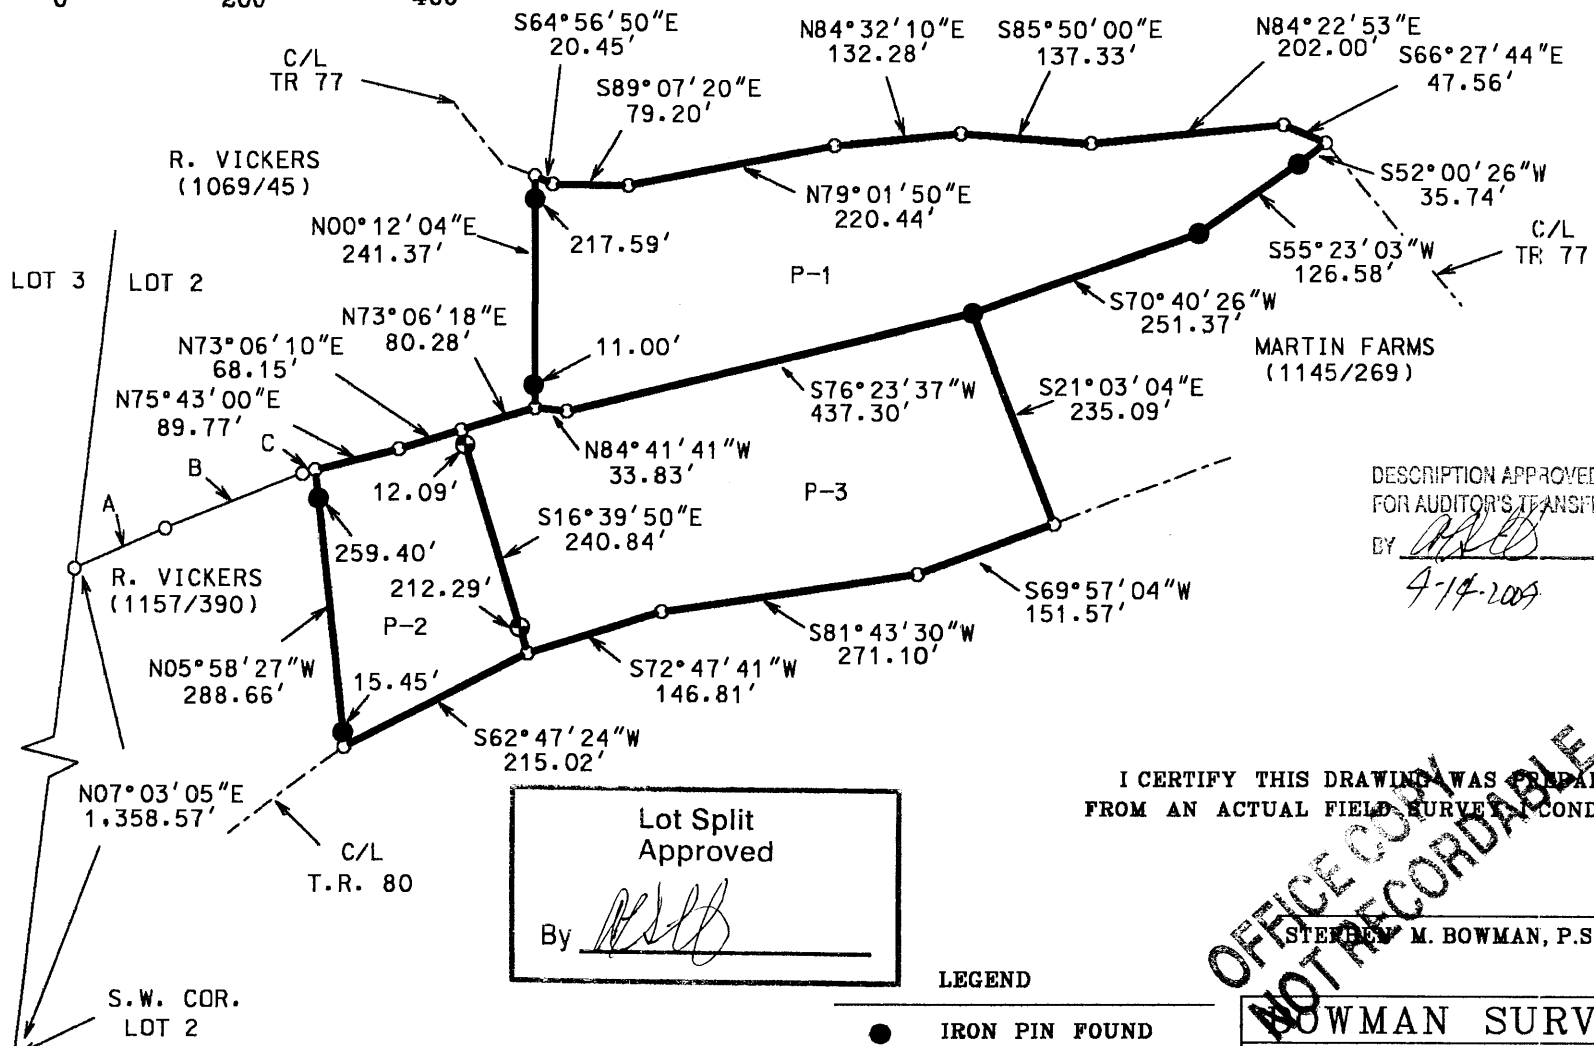 0 200 400
S64°56'50"E
20.45'
N84°32'10"E
132.28'
S85°50'00"E
137.33'
N84°22'53"E
202.00'
S66°27'44"E
47.56'
C/L
TR 77
S89°07'20"E
79.20'
R. VICKERS
(1069/45)
N79°01'50"E
220.44'
S52°00'26"W
35.74'
N00°12'04"E
241.37'
217.59'
C/L
TR 77
S55°23'03"W
126.58'
LOT 3
LOT 2
P-1
S70°40'26"W
251.37'
N73°06'18"E
80.28'
11.00'
N73°06'10"E
68.15'
MARTIN FARMS
(1145/269)
S76°23'37"W
437.30'
S21°03'04"E
235.09'
N75°43'00"E
89.77'
C
B
A
N84°41'41"W
33.83'
12.09'
P-3
DESCRIPTION APPROVED
FOR AUDITOR'S TRANSF
BY
4-14-2004
S16°39'50"E
240.84'
259.40'
R. VICKERS
(1157/390)
212.29'
P-2
S69°57'04"W
151.57'
S81°43'30"W
271.10'
N05°58'27"W
288.66'
15.45'
S72°47'41"W
146.81'
S62°47'24"W
215.02'
N07°03'05"E
1,358.57'
C/L
T.R. 80
Lot Split
Approved
By
I CERTIFY THIS DRAWING WAS PREPA
FROM AN ACTUAL FIELD SURVEY COND
OFFICE COPY
NOT RECORDABLE
STEPHEN M. BOWMAN, P.S
S.W. COR.
LOT 2
LEGEND
IRON PIN FOUND
BOWMAN SURV